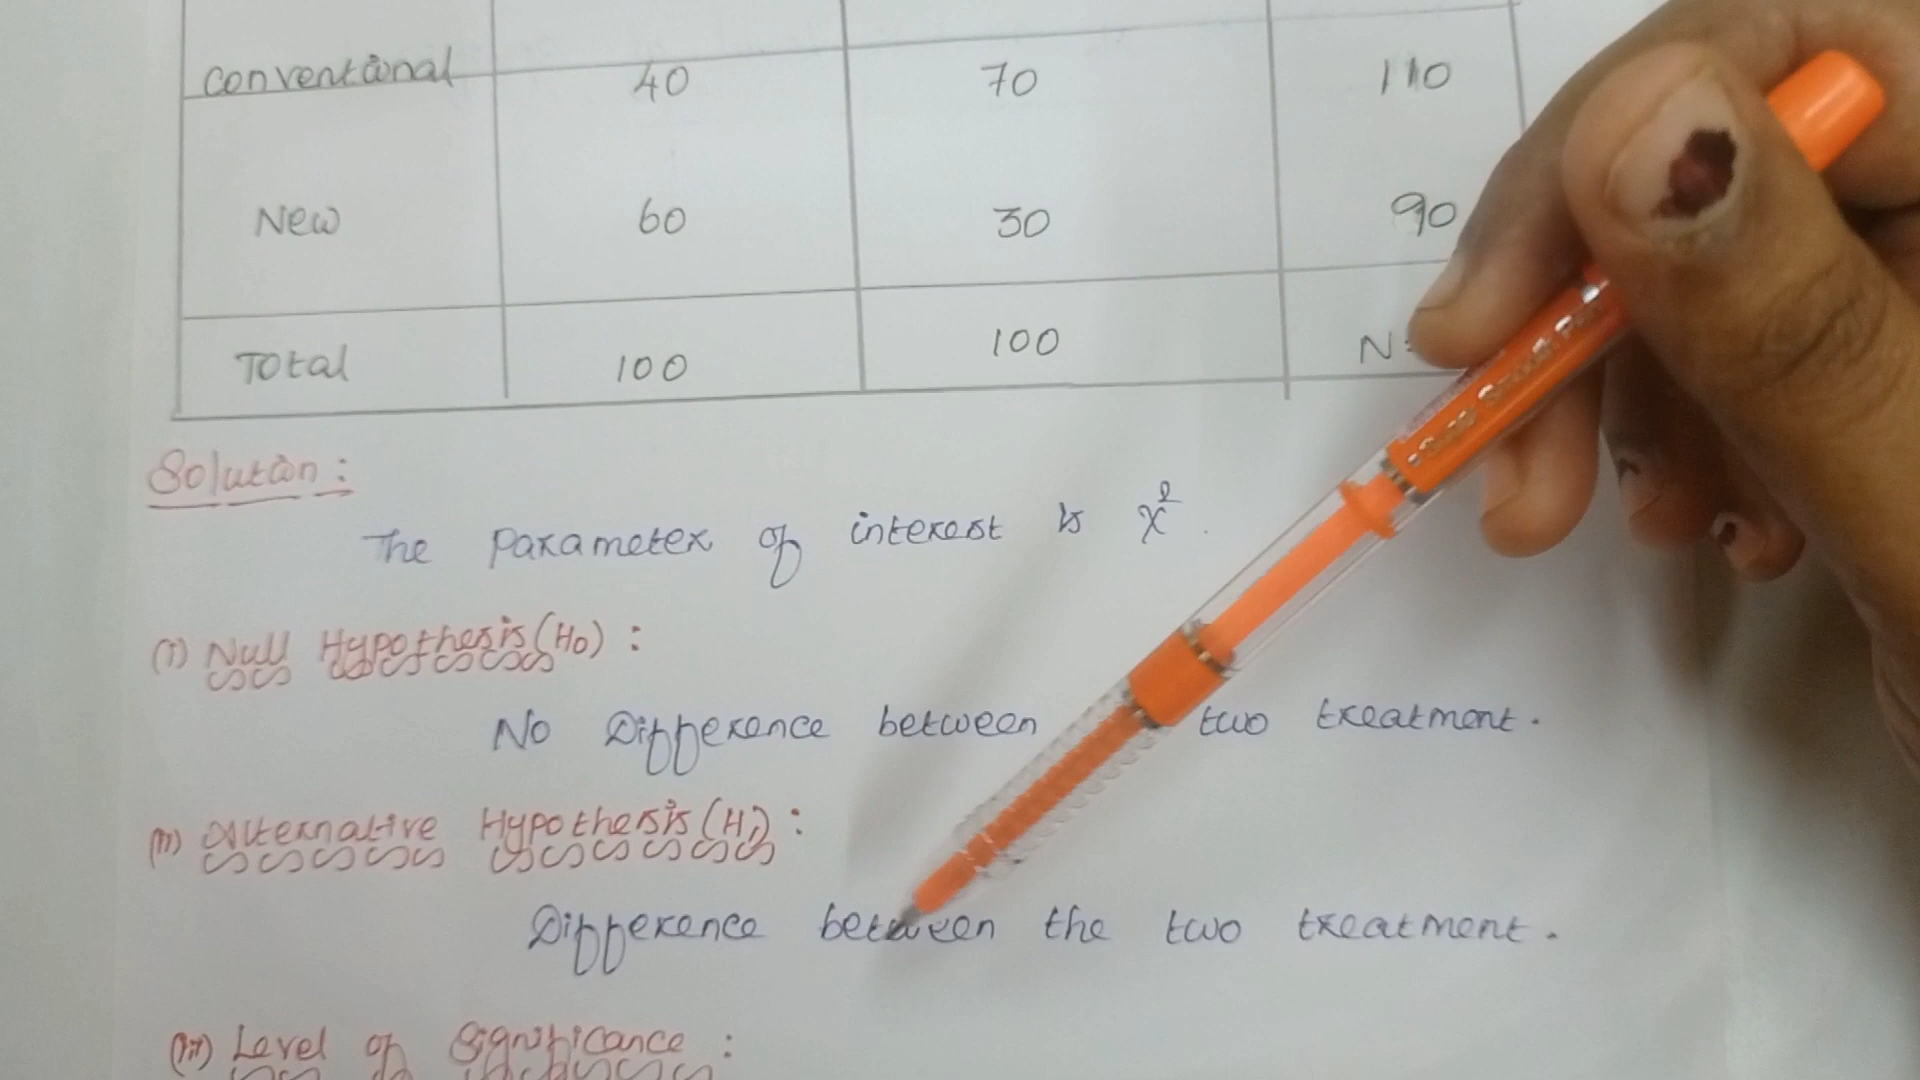 Conventional 40 70 110
New 60 30 90
Total 100 100 N=
Solution :
The Parameter of interest is χ².
(i) Null Hypothesis (H0) :
No Difference between two treatment.
(ii) Alternative Hypothesis (H1) :
Difference between the two treatment.
(iii) Level of Significance :